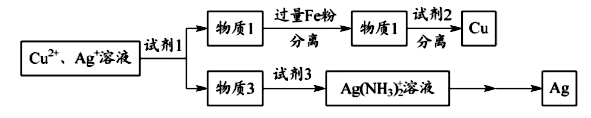 Cu²⁺、Ag⁺溶液
试剂1
物质1
过量Fe粉
分离
物质1
试剂2
分离
Cu
物质3
试剂3
Ag(NH₃)₂⁺溶液
Ag